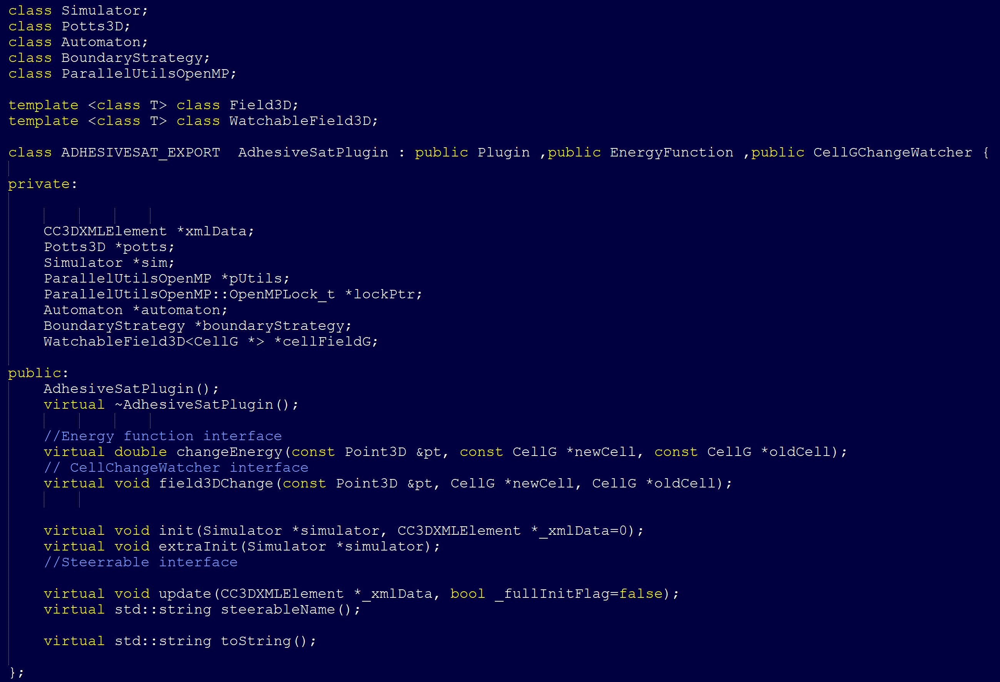 class Simulator;
class Potts3D;
class Automaton;
class BoundaryStrategy;
class ParallelUtilsOpenMP;
template <class T> class Field3D;
template <class T> class WatchableField3D;
class ADHESIVESAT_EXPORT  AdhesiveSatPlugin : public Plugin ,public EnergyFunction ,public CellGChangeWatcher {
private:
    CC3DXMLElement *xmlData;
    Potts3D *potts;
    Simulator *sim;
    ParallelUtilsOpenMP *pUtils;
    ParallelUtilsOpenMP::OpenMPLock_t *lockPtr;
    Automaton *automaton;
    BoundaryStrategy *boundaryStrategy;
    WatchableField3D<CellG *> *cellFieldG;
public:
    AdhesiveSatPlugin();
    virtual ~AdhesiveSatPlugin();
    //Energy function interface
    virtual double changeEnergy(const Point3D &pt, const CellG *newCell, const CellG *oldCell);
    // CellChangeWatcher interface
    virtual void field3DChange(const Point3D &pt, CellG *newCell, CellG *oldCell);
    virtual void init(Simulator *simulator, CC3DXMLElement *_xmlData=0);
    virtual void extraInit(Simulator *simulator);
    //Steerrable interface
    virtual void update(CC3DXMLElement *_xmlData, bool _fullInitFlag=false);
    virtual std::string steerableName();
    virtual std::string toString();
};